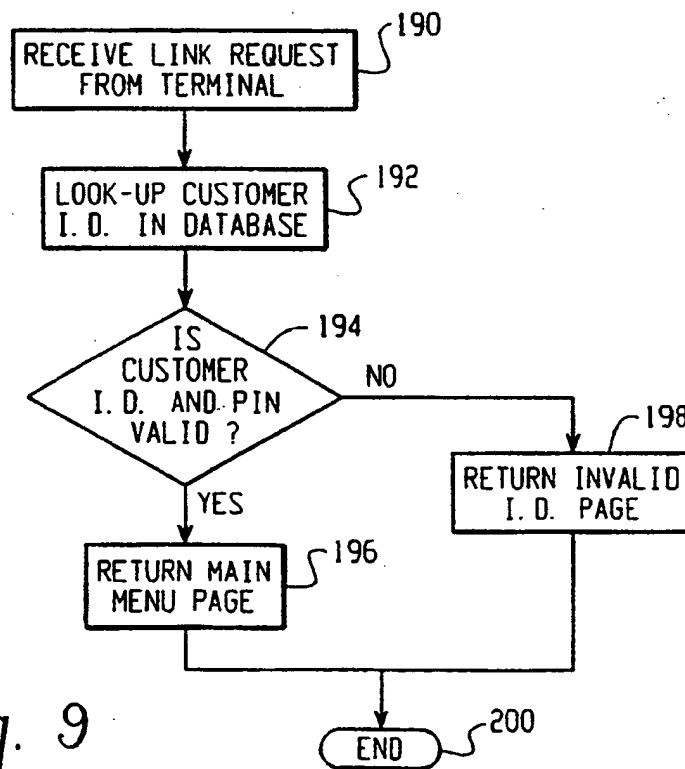 RECEIVE LINK REQUEST
FROM TERMINAL
190
LOOK-UP CUSTOMER
I. D. IN DATABASE
192
IS
CUSTOMER
I. D. AND PIN
VALID ?
194
NO
YES
198
RETURN INVALID
I. D. PAGE
RETURN MAIN
MENU PAGE
196
END
200
9